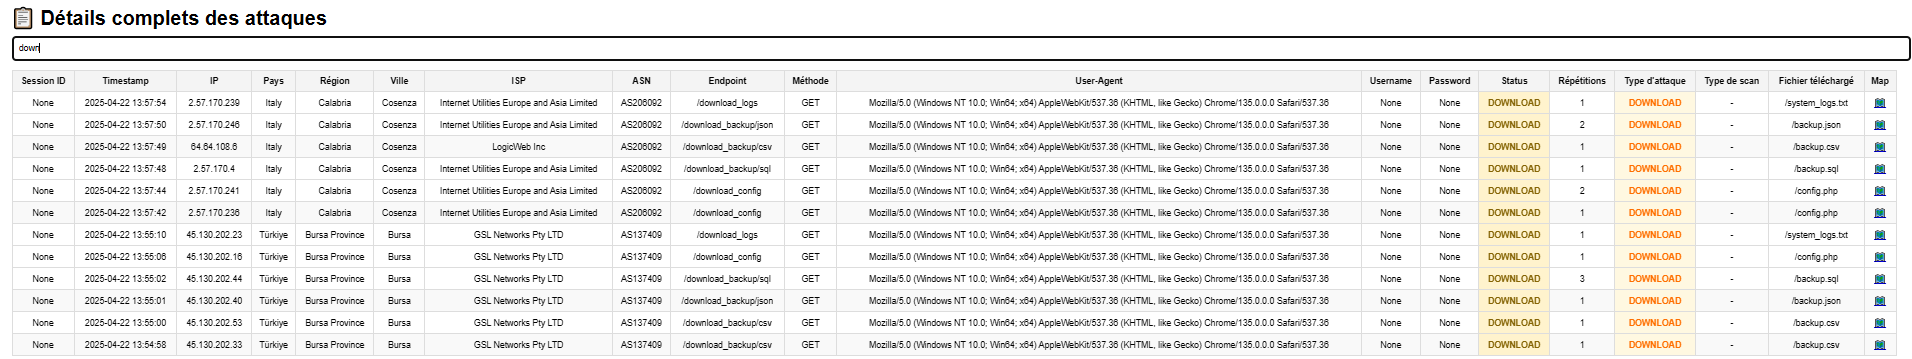 Détails complets des attaques
down
Session ID Timestamp IP Pays Région Ville ISP ASN Endpoint Méthode User-Agent Username Password Status Répétitions Type d'attaque Type de scan Fichier téléchargé Map
None 2025-04-22 13:57:54 2.57.170.239 Italy Calabria Cosenza Internet Utilities Europe and Asia Limited AS206092 /download_logs GET Mozilla/5.0 (Windows NT 10.0; Win64; x64) AppleWebKit/537.36 (KHTML, like Gecko) Chrome/135.0.0.0 Safari/537.36 None None DOWNLOAD 1 DOWNLOAD - /system_logs.txt
None 2025-04-22 13:57:50 2.57.170.246 Italy Calabria Cosenza Internet Utilities Europe and Asia Limited AS206092 /download_backup/json GET Mozilla/5.0 (Windows NT 10.0; Win64; x64) AppleWebKit/537.36 (KHTML, like Gecko) Chrome/135.0.0.0 Safari/537.36 None None DOWNLOAD 2 DOWNLOAD - /backup.json
None 2025-04-22 13:57:49 64.64.108.6 Italy Calabria Cosenza LogicWeb Inc AS206092 /download_backup/csv GET Mozilla/5.0 (Windows NT 10.0; Win64; x64) AppleWebKit/537.36 (KHTML, like Gecko) Chrome/135.0.0.0 Safari/537.36 None None DOWNLOAD 1 DOWNLOAD - /backup.csv
None 2025-04-22 13:57:48 2.57.170.4 Italy Calabria Cosenza Internet Utilities Europe and Asia Limited AS206092 /download_backup/sql GET Mozilla/5.0 (Windows NT 10.0; Win64; x64) AppleWebKit/537.36 (KHTML, like Gecko) Chrome/135.0.0.0 Safari/537.36 None None DOWNLOAD 1 DOWNLOAD - /backup.sql
None 2025-04-22 13:57:44 2.57.170.241 Italy Calabria Cosenza Internet Utilities Europe and Asia Limited AS206092 /download_config GET Mozilla/5.0 (Windows NT 10.0; Win64; x64) AppleWebKit/537.36 (KHTML, like Gecko) Chrome/135.0.0.0 Safari/537.36 None None DOWNLOAD 2 DOWNLOAD - /config.php
None 2025-04-22 13:57:42 2.57.170.236 Italy Calabria Cosenza Internet Utilities Europe and Asia Limited AS206092 /download_config GET Mozilla/5.0 (Windows NT 10.0; Win64; x64) AppleWebKit/537.36 (KHTML, like Gecko) Chrome/135.0.0.0 Safari/537.36 None None DOWNLOAD 1 DOWNLOAD - /config.php
None 2025-04-22 13:55:10 45.130.202.23 Türkiye Bursa Province Bursa GSL Networks Pty LTD AS137409 /download_logs GET Mozilla/5.0 (Windows NT 10.0; Win64; x64) AppleWebKit/537.36 (KHTML, like Gecko) Chrome/135.0.0.0 Safari/537.36 None None DOWNLOAD 1 DOWNLOAD - /system_logs.txt
None 2025-04-22 13:55:06 45.130.202.16 Türkiye Bursa Province Bursa GSL Networks Pty LTD AS137409 /download_config GET Mozilla/5.0 (Windows NT 10.0; Win64; x64) AppleWebKit/537.36 (KHTML, like Gecko) Chrome/135.0.0.0 Safari/537.36 None None DOWNLOAD 1 DOWNLOAD - /config.php
None 2025-04-22 13:55:02 45.130.202.44 Türkiye Bursa Province Bursa GSL Networks Pty LTD AS137409 /download_backup/sql GET Mozilla/5.0 (Windows NT 10.0; Win64; x64) AppleWebKit/537.36 (KHTML, like Gecko) Chrome/135.0.0.0 Safari/537.36 None None DOWNLOAD 3 DOWNLOAD - /backup.sql
None 2025-04-22 13:55:01 45.130.202.40 Türkiye Bursa Province Bursa GSL Networks Pty LTD AS137409 /download_backup/json GET Mozilla/5.0 (Windows NT 10.0; Win64; x64) AppleWebKit/537.36 (KHTML, like Gecko) Chrome/135.0.0.0 Safari/537.36 None None DOWNLOAD 1 DOWNLOAD - /backup.json
None 2025-04-22 13:55:00 45.130.202.53 Türkiye Bursa Province Bursa GSL Networks Pty LTD AS137409 /download_backup/csv GET Mozilla/5.0 (Windows NT 10.0; Win64; x64) AppleWebKit/537.36 (KHTML, like Gecko) Chrome/135.0.0.0 Safari/537.36 None None DOWNLOAD 1 DOWNLOAD - /backup.csv
None 2025-04-22 13:54:58 45.130.202.33 Türkiye Bursa Province Bursa GSL Networks Pty LTD AS137409 /download_backup/csv GET Mozilla/5.0 (Windows NT 10.0; Win64; x64) AppleWebKit/537.36 (KHTML, like Gecko) Chrome/135.0.0.0 Safari/537.36 None None DOWNLOAD 1 DOWNLOAD - /backup.csv